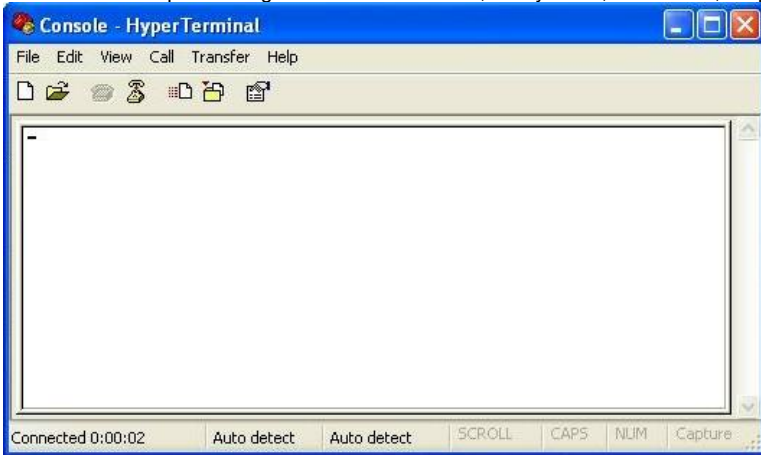 Console - HyperTerminal
File Edit View Call Transfer Help
Connected 0:00:02 Auto detect Auto detect SCROLL CAPS NUM Capture